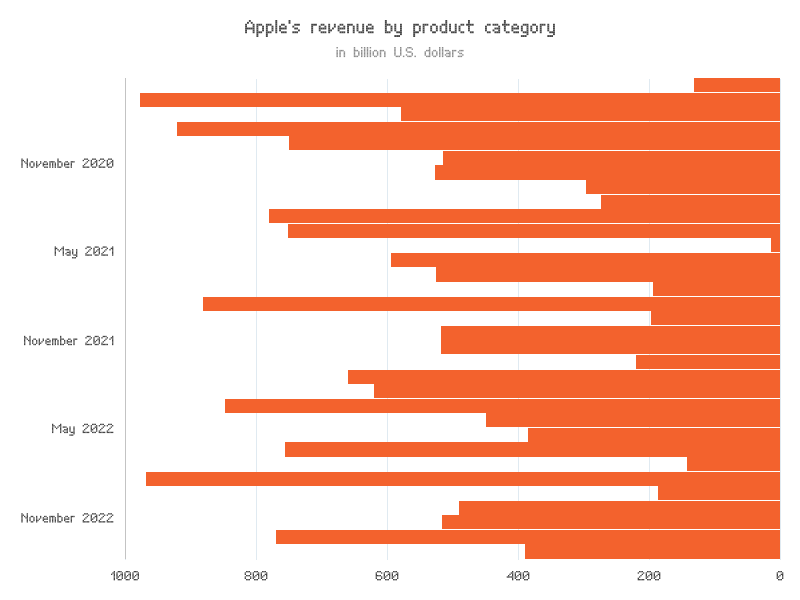 Apple's revenue by product category
in billion U.S. dollars
November 2020
May 2021
November 2021
May 2022
November 2022
1000 800 600 400 200 0